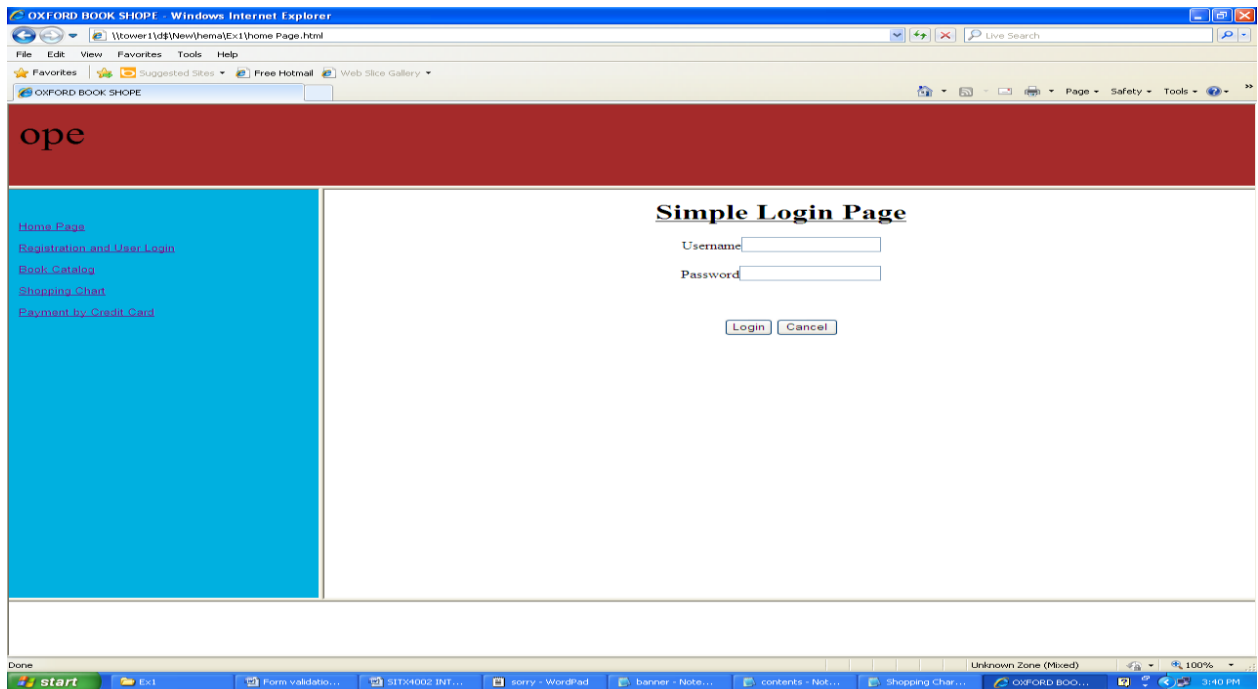 OXFORD BOOK SHOPE - Windows Internet Explorer
\\tower1\d$\New\hema\Ex1\home Page.html
Live Search
File Edit View Favorites Tools Help
Favorites Suggested Sites Free Hotmail Web Slice Gallery
OXFORD BOOK SHOPE
Page Safety Tools
ope
Home Page
Registration and User Login
Book Catalog
Shopping Chart
Payment by Credit Card
Simple Login Page
Username
Password
Login Cancel
Done
Unknown Zone (Mixed)
100%
start
Ex1
Form validatio...
SITX4002 INT...
sorry - WordPad
banner - Note...
contents - Not...
Shopping Char...
OXFORD BOO...
3:40 PM